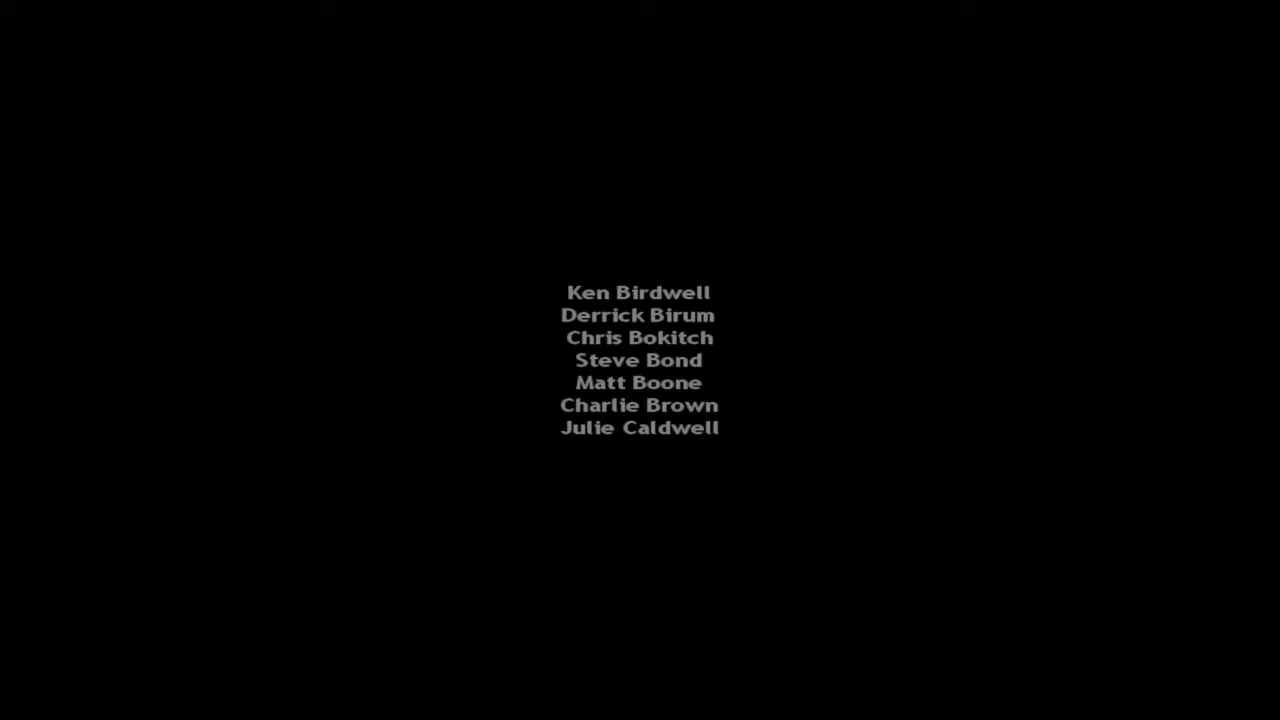 Ken Birdwell
Derrick Birum
Chris Bokitch
Steve Bond
Matt Boone
Charlie Brown
Julie Caldwell